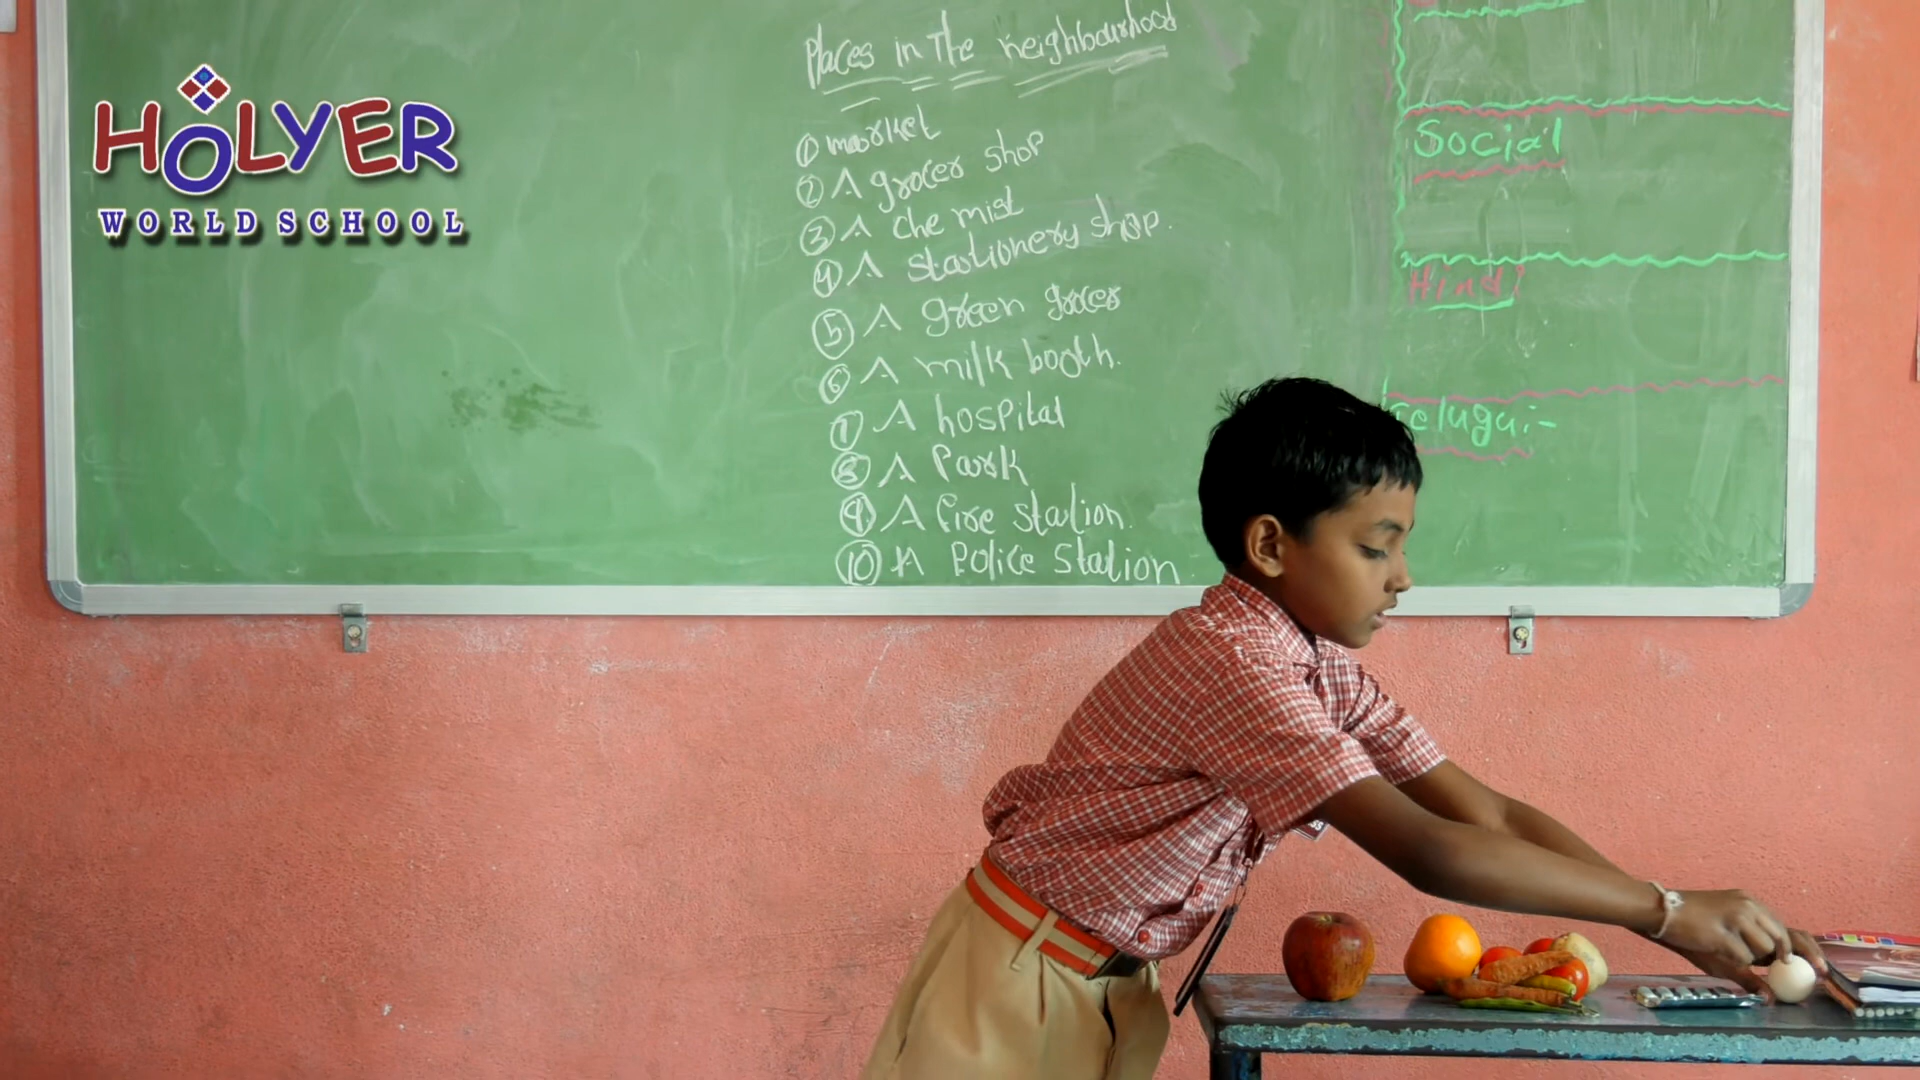 HOLYER
WORLD SCHOOL
Places in The neighbourhood
① market
② A grocer shop
③ A chemist
④ A stationery shop.
⑤ A green grocer
⑥ A milk booth.
⑦ A hospital
⑧ A Park
⑨ A fire station.
⑩ A Police station
Social
Hindi
Telugu:-